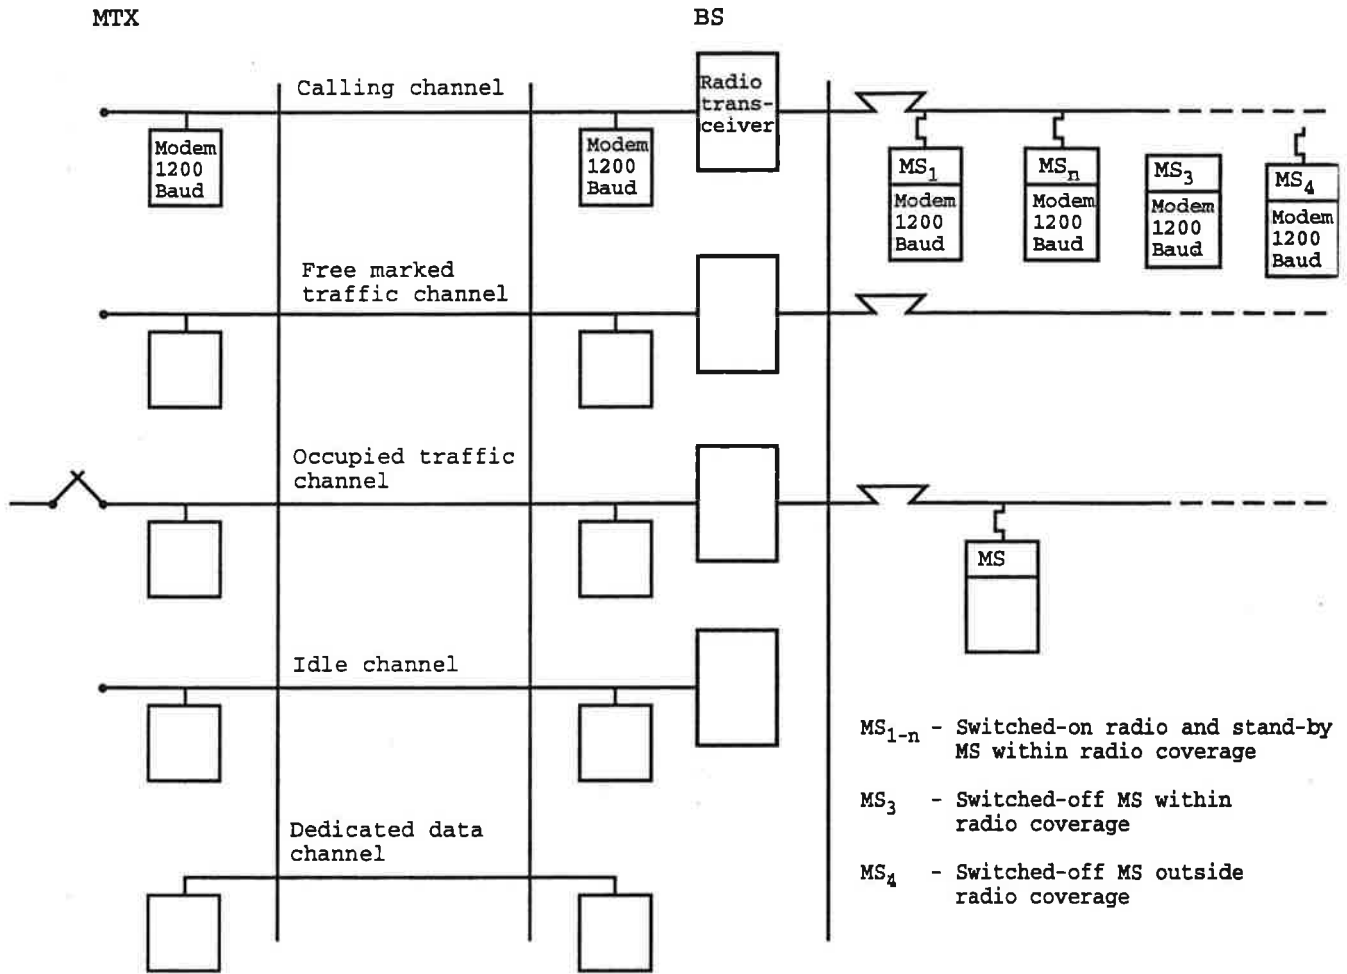 MTX
BS
Calling channel
Radio
trans-
ceiver
Modem
1200
Baud
Modem
1200
Baud
MS1
Modem
1200
Baud
MSn
Modem
1200
Baud
MS3
Modem
1200
Baud
MS4
Modem
1200
Baud
Free marked
traffic channel
Occupied traffic
channel
MS
Idle channel
MS1-n - Switched-on radio and stand-by
MS within radio coverage
MS3 - Switched-off MS within
radio coverage
MS4 - Switched-off MS outside
radio coverage
Dedicated data
channel